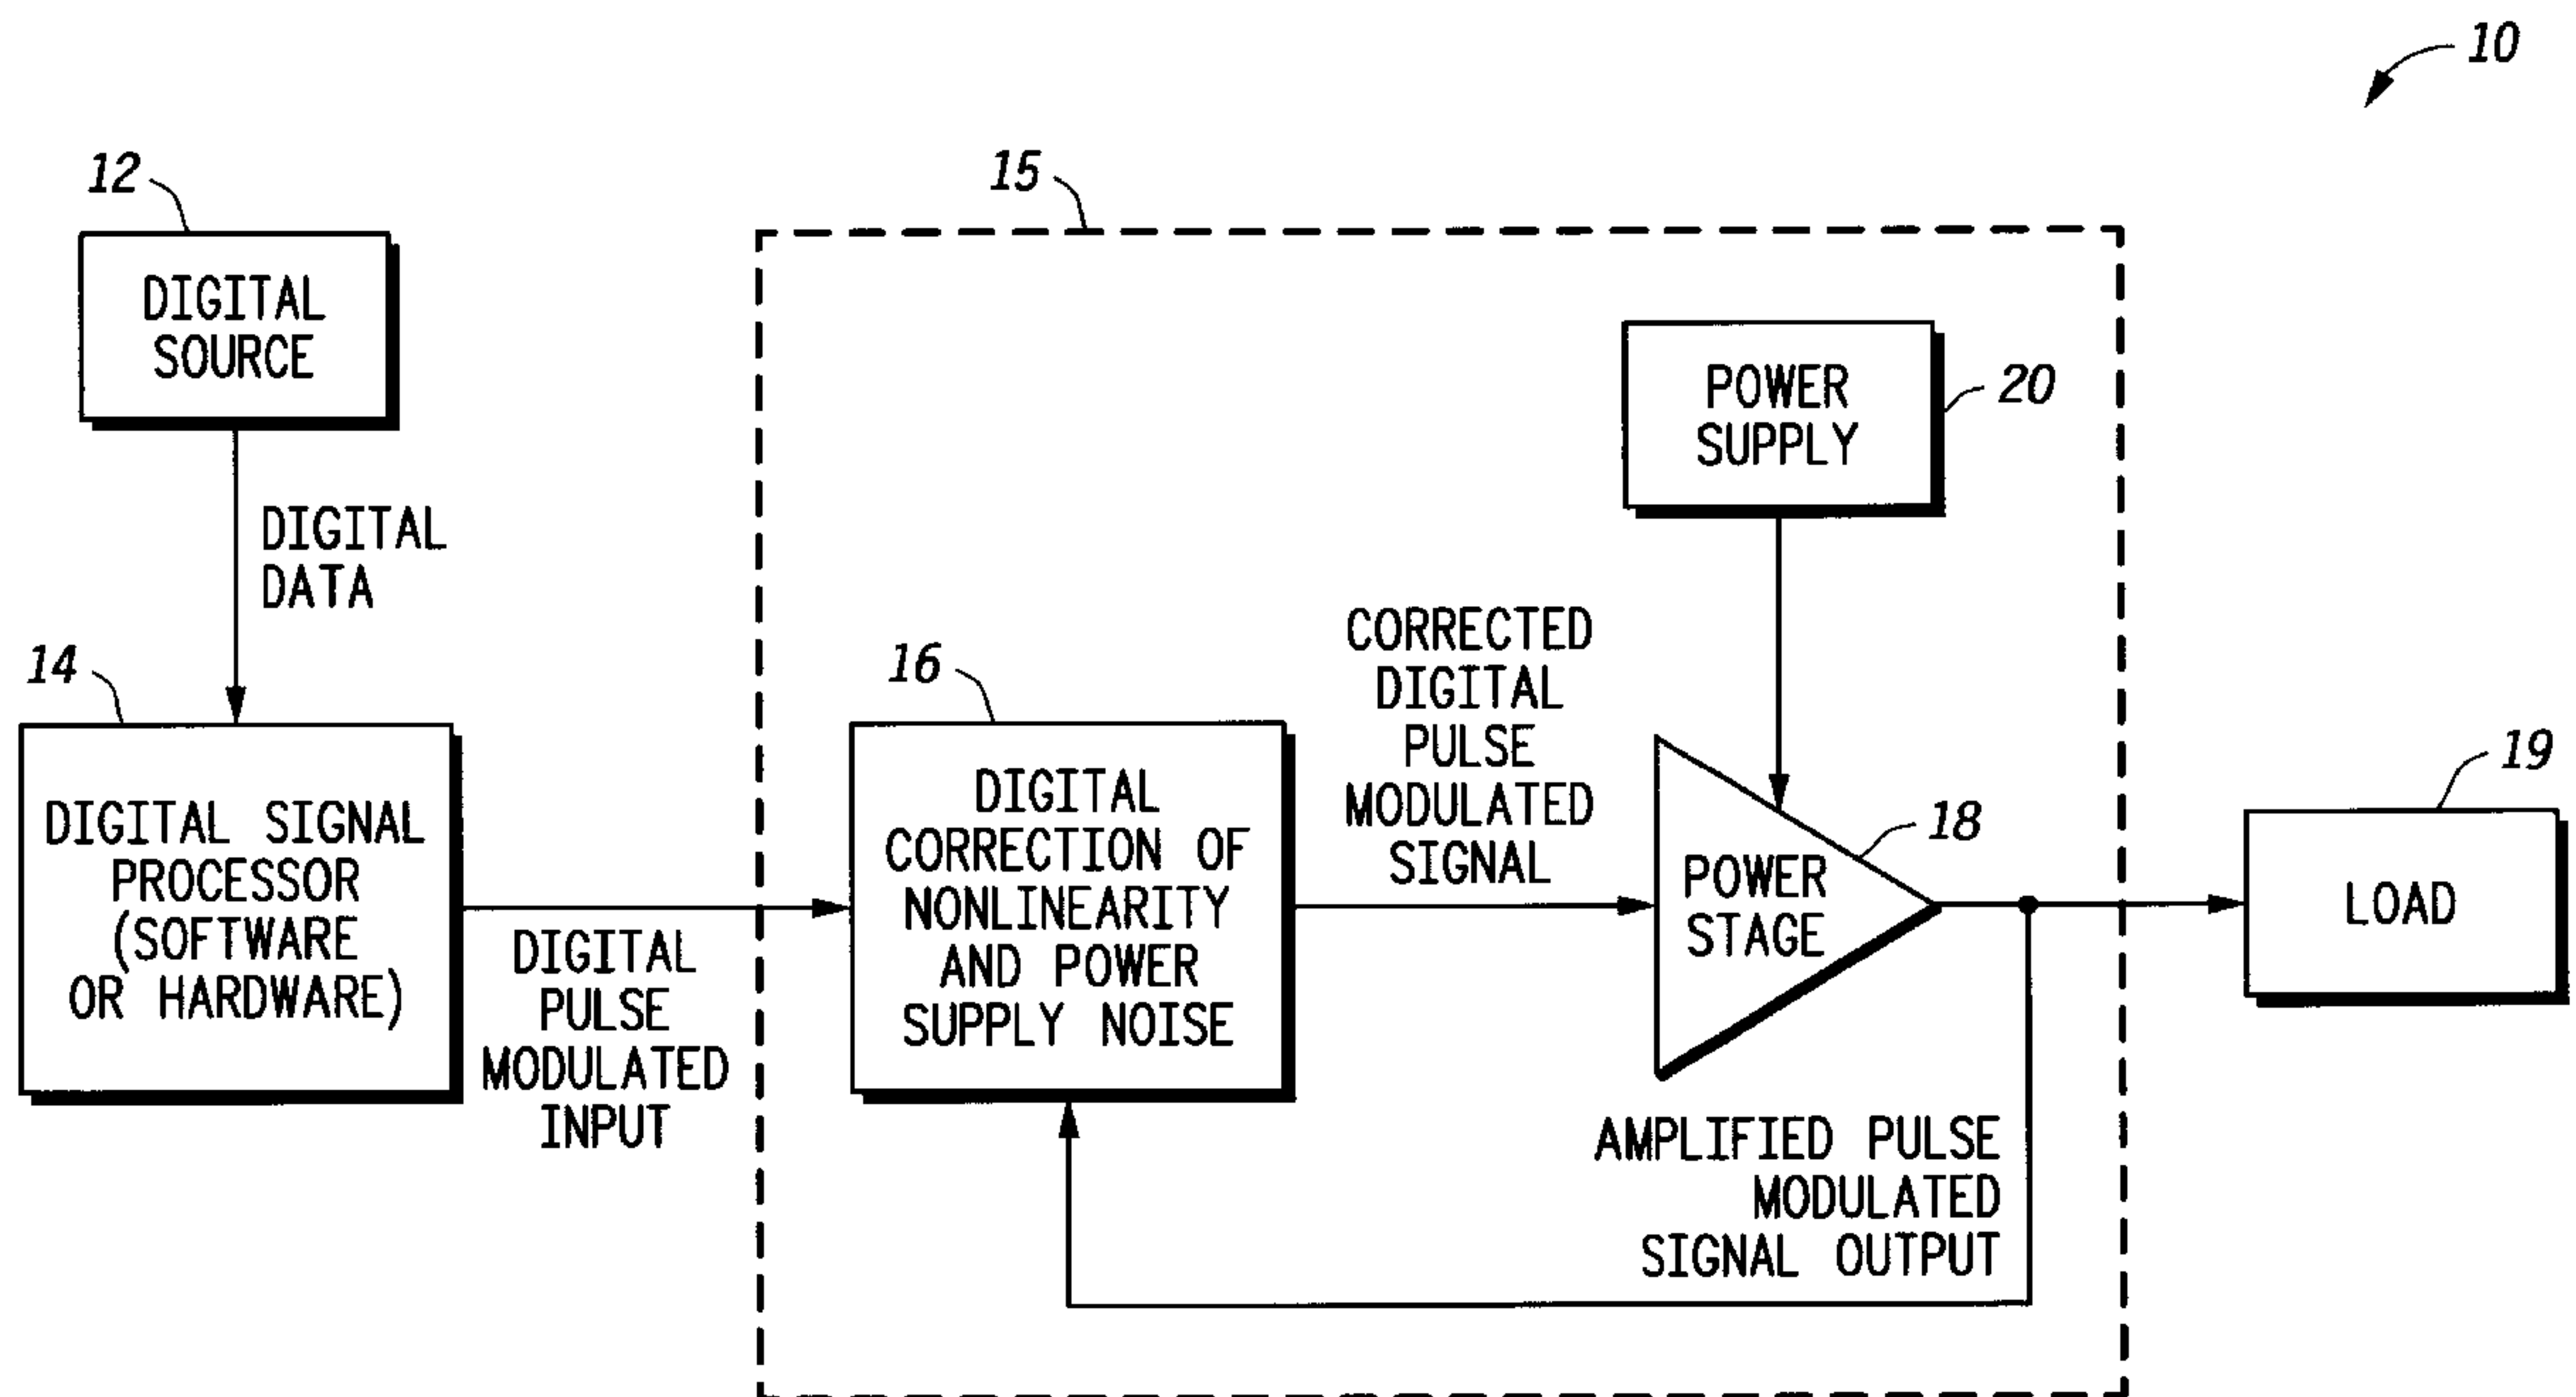 10
12
DIGITAL
SOURCE
DIGITAL
DATA
14
DIGITAL SIGNAL
PROCESSOR
(SOFTWARE
OR HARDWARE)
DIGITAL
PULSE
MODULATED
INPUT
15
16
DIGITAL
CORRECTION OF
NONLINEARITY
AND POWER
SUPPLY NOISE
CORRECTED
DIGITAL
PULSE
MODULATED
SIGNAL
POWER
SUPPLY
20
POWER
STAGE
18
AMPLIFIED PULSE
MODULATED
SIGNAL OUTPUT
19
LOAD